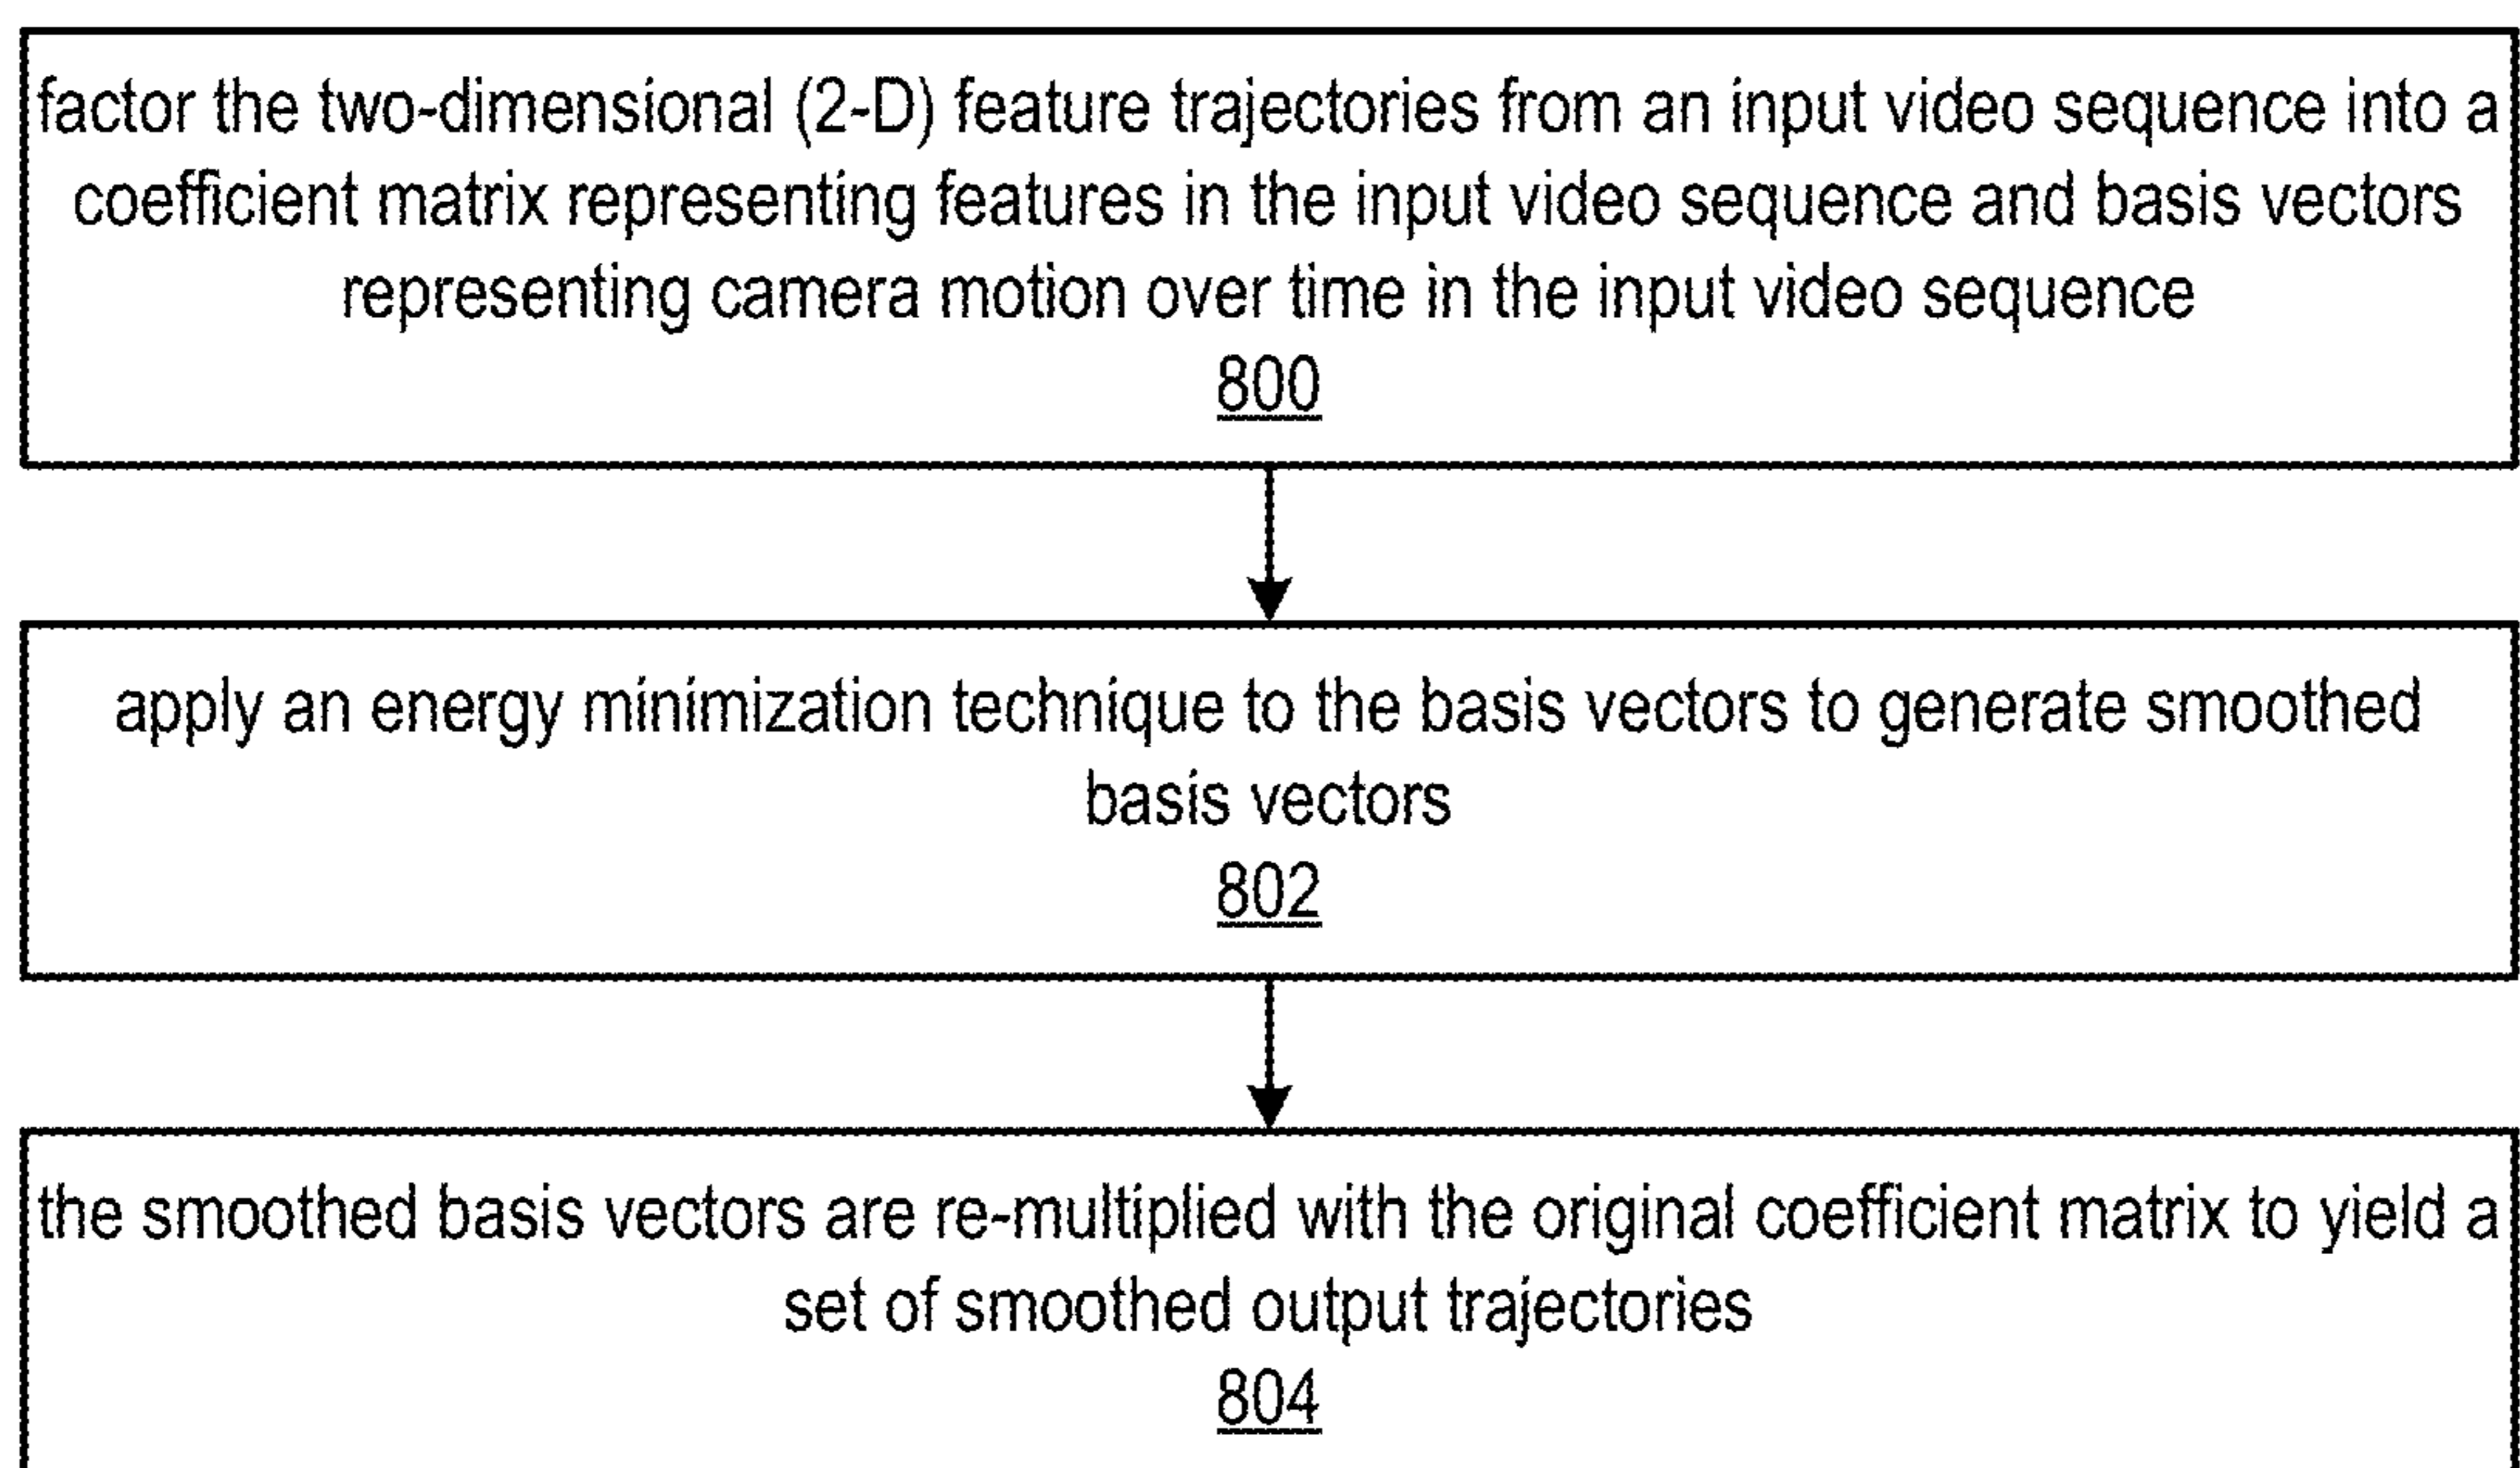 factor the two-dimensional (2-D) feature trajectories from an input video sequence into a
coefficient matrix representing features in the input video sequence and basis vectors
representing camera motion over time in the input video sequence
800
apply an energy minimization technique to the basis vectors to generate smoothed
basis vectors
802
the smoothed basis vectors are re-multiplied with the original coefficient matrix to yield a
set of smoothed output trajectories
804